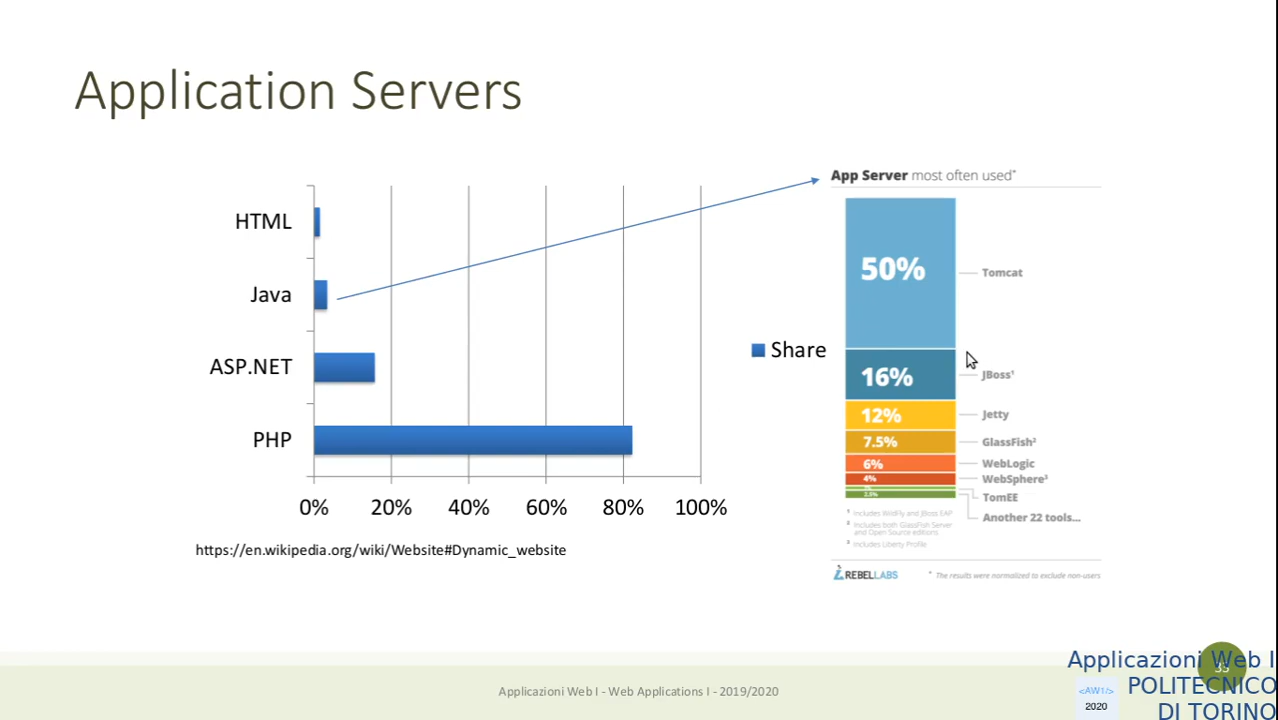 Application Servers
HTML
Java
ASP.NET
PHP
0% 20% 40% 60% 80% 100%
Share
https://en.wikipedia.org/wiki/Website#Dynamic_website
App Server most often used*
50%
Tomcat
16%
JBoss¹
12%
Jetty
7.5%
GlassFish²
6%
WebLogic
4%
WebSphere³
TomEE
2.5%
Another 22 tools...
¹ Includes WildFly and JBoss EAP
² Includes both GlassFish Server
and Open Source editions
³ Includes Liberty Profile
REBELLABS
* The results were normalized to exclude non-users
Applicazioni Web I - Web Applications I - 2019/2020
33
Applicazioni Web I
POLITECNICO
DI TORINO
<AW1/>
2020